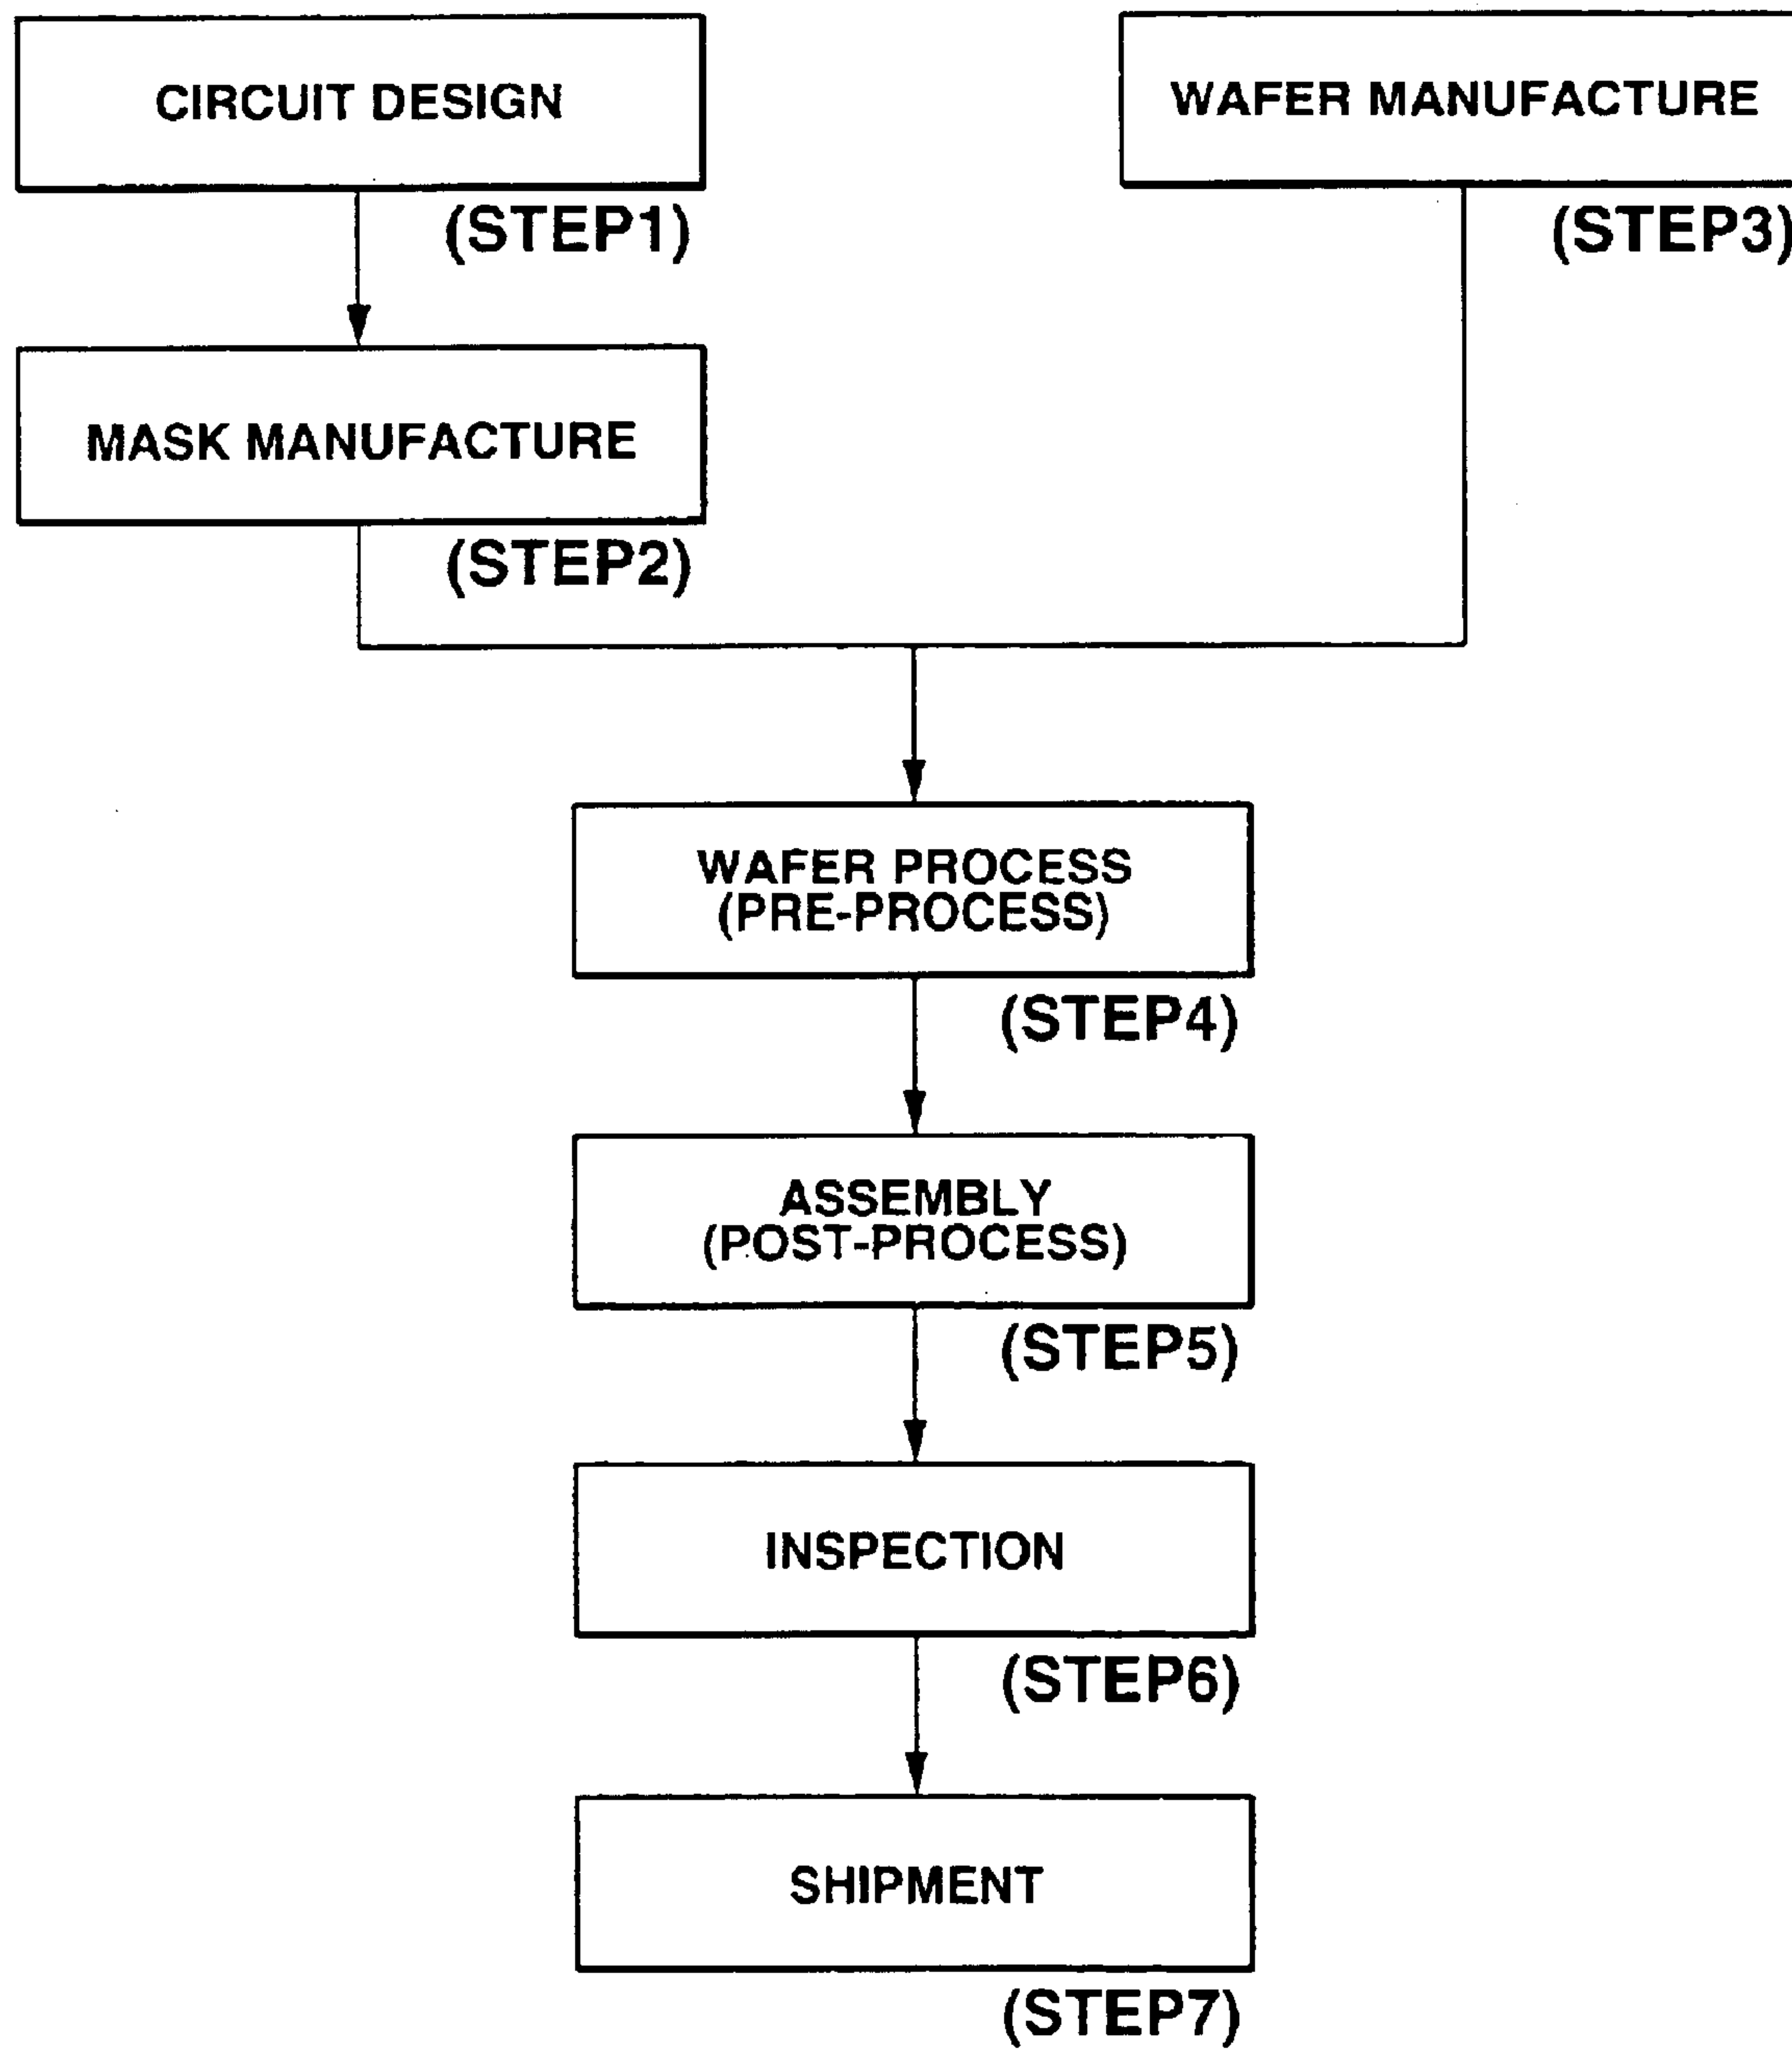 CIRCUIT DESIGN
(STEP1)
MASK MANUFACTURE
(STEP2)
WAFER MANUFACTURE
(STEP3)
WAFER PROCESS
(PRE-PROCESS)
(STEP4)
ASSEMBLY
(POST-PROCESS)
(STEP5)
INSPECTION
(STEP6)
SHIPMENT
(STEP7)